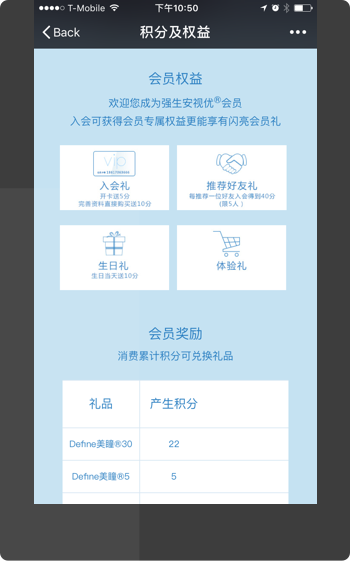 T-Mobile 下午10:50
Back 积分及权益
会员权益
欢迎您成为强生安视优®会员
入会可获得会员专属权益更能享有闪亮会员礼
vip
入会礼
开卡送5分
完善资料直接购买送10分
推荐好友礼
每推荐一位好友入会得到40分
(限5人)
生日礼
生日当天送10分
体验礼
会员奖励
消费累计积分可兑换礼品
礼品 产生积分
Define美瞳®30 22
Define美瞳®5 5